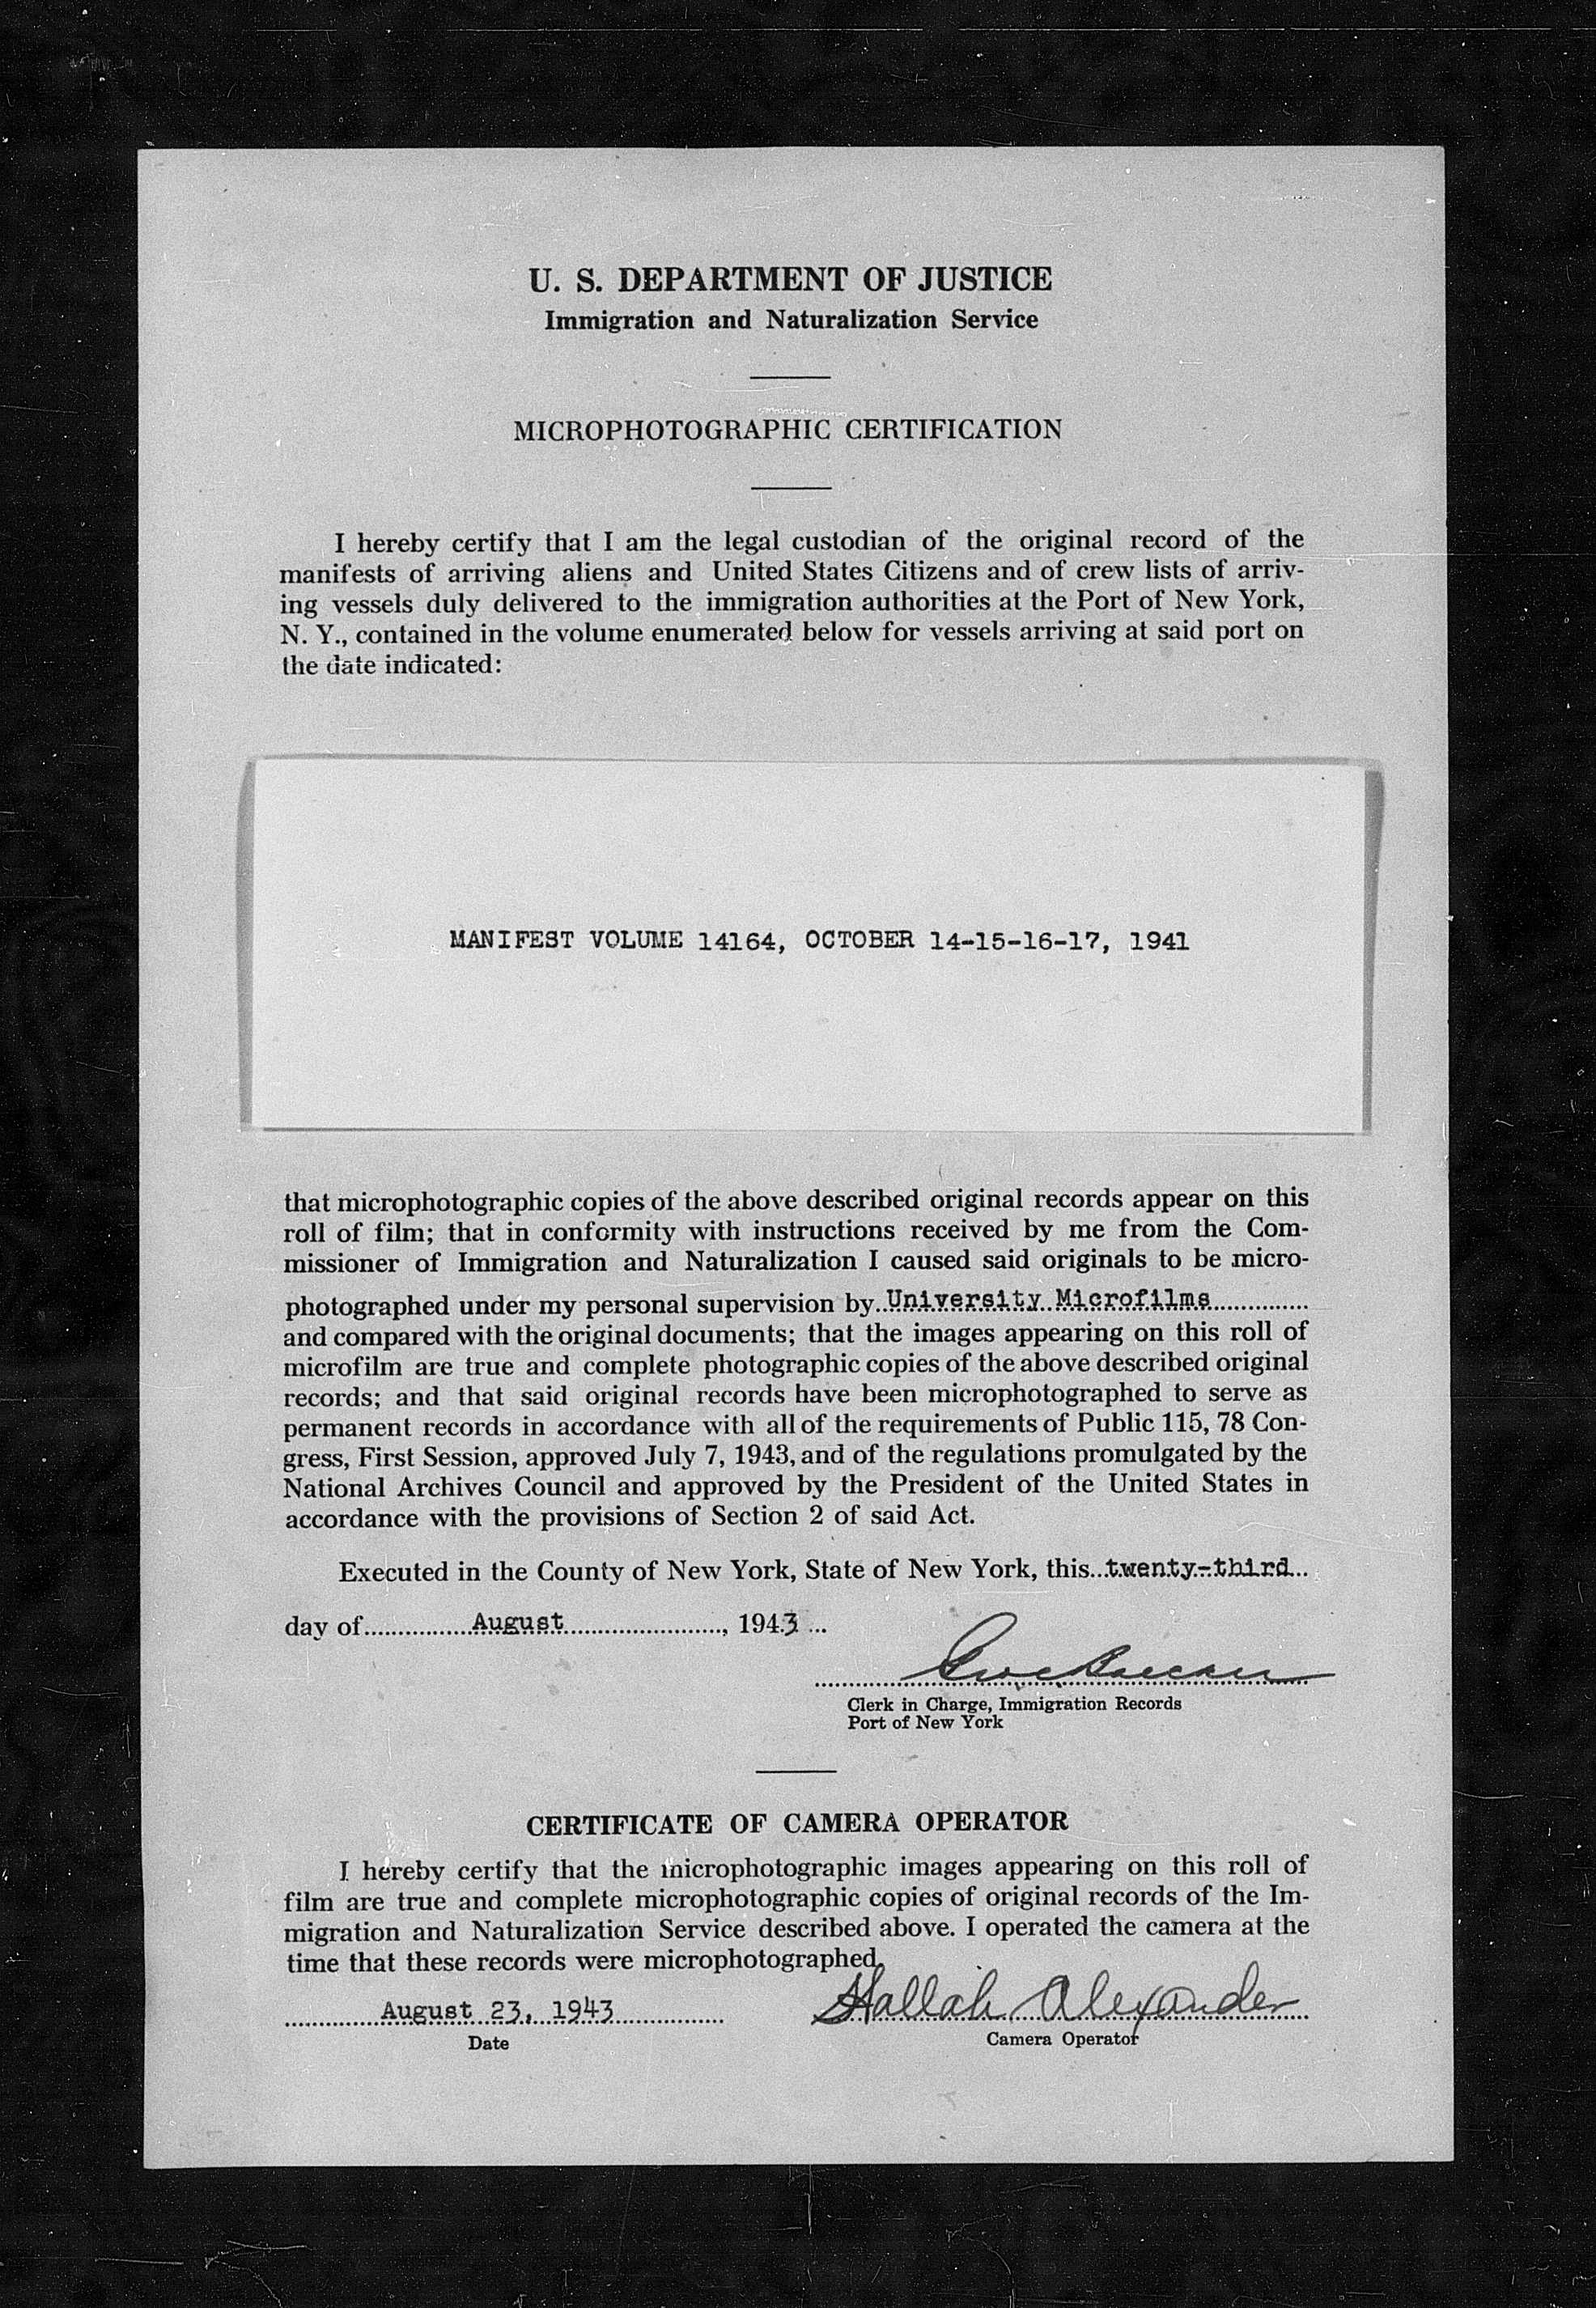 U. S. DEPARTMENT OF JUSTICE
Immigration and Naturalization Service
MICROPHOTOGRAPHIC CERTIFICATION
I hereby certify that I am the legal custodian of the original record of the
manifests of arriving aliens and United States Citizens and of crew lists of arriv-
ing vessels duly delivered to the immigration authorities at the Port of New York,
N. Y., contained in the volume enumerated below for vessels arriving at said port on
the date indicated:
MANIFEST VOLUME 14164, OCTOBER 14-15-16-17, 1941
that microphotographic copies of the above described original records appear on this
roll of film; that in conformity with instructions received by me from the Com-
missioner of Immigration and Naturalization I caused said originals to be micro-
photographed under my personal supervision by University Microfilms
and compared with the original documents; that the images appearing on this roll of
microfilm are true and complete photographic copies of the above described original
records; and that said original records have been microphotographed to serve as
permanent records in accordance with all of the requirements of Public 115, 78 Con-
gress, First Session, approved July 7, 1943, and of the regulations promulgated by the
National Archives Council and approved by the President of the United States in
accordance with the provisions of Section 2 of said Act.
Executed in the County of New York, State of New York, this twenty-third
day of August, 1943
Clerk in Charge, Immigration Records
Port of New York
CERTIFICATE OF CAMERA OPERATOR
I hereby certify that the microphotographic images appearing on this roll of
film are true and complete microphotographic copies of original records of the Im-
migration and Naturalization Service described above. I operated the camera at the
time that these records were microphotographed.
August 23, 1943 Hallah Alexander
Date Camera Operator